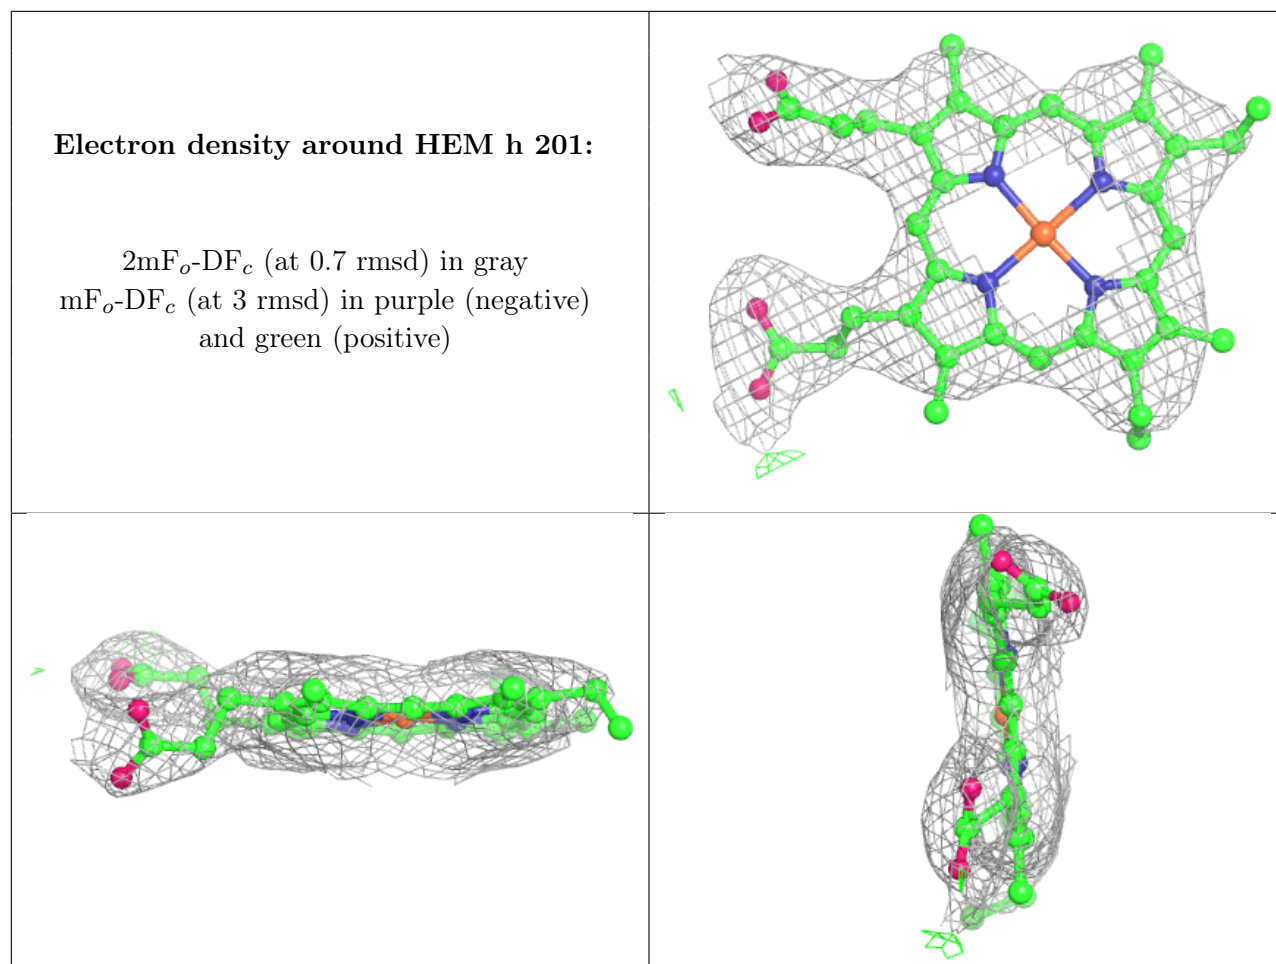 Electron density around HEM h 201:
2mFo-DFc (at 0.7 rmsd) in gray
mFo-DFc (at 3 rmsd) in purple (negative)
and green (positive)